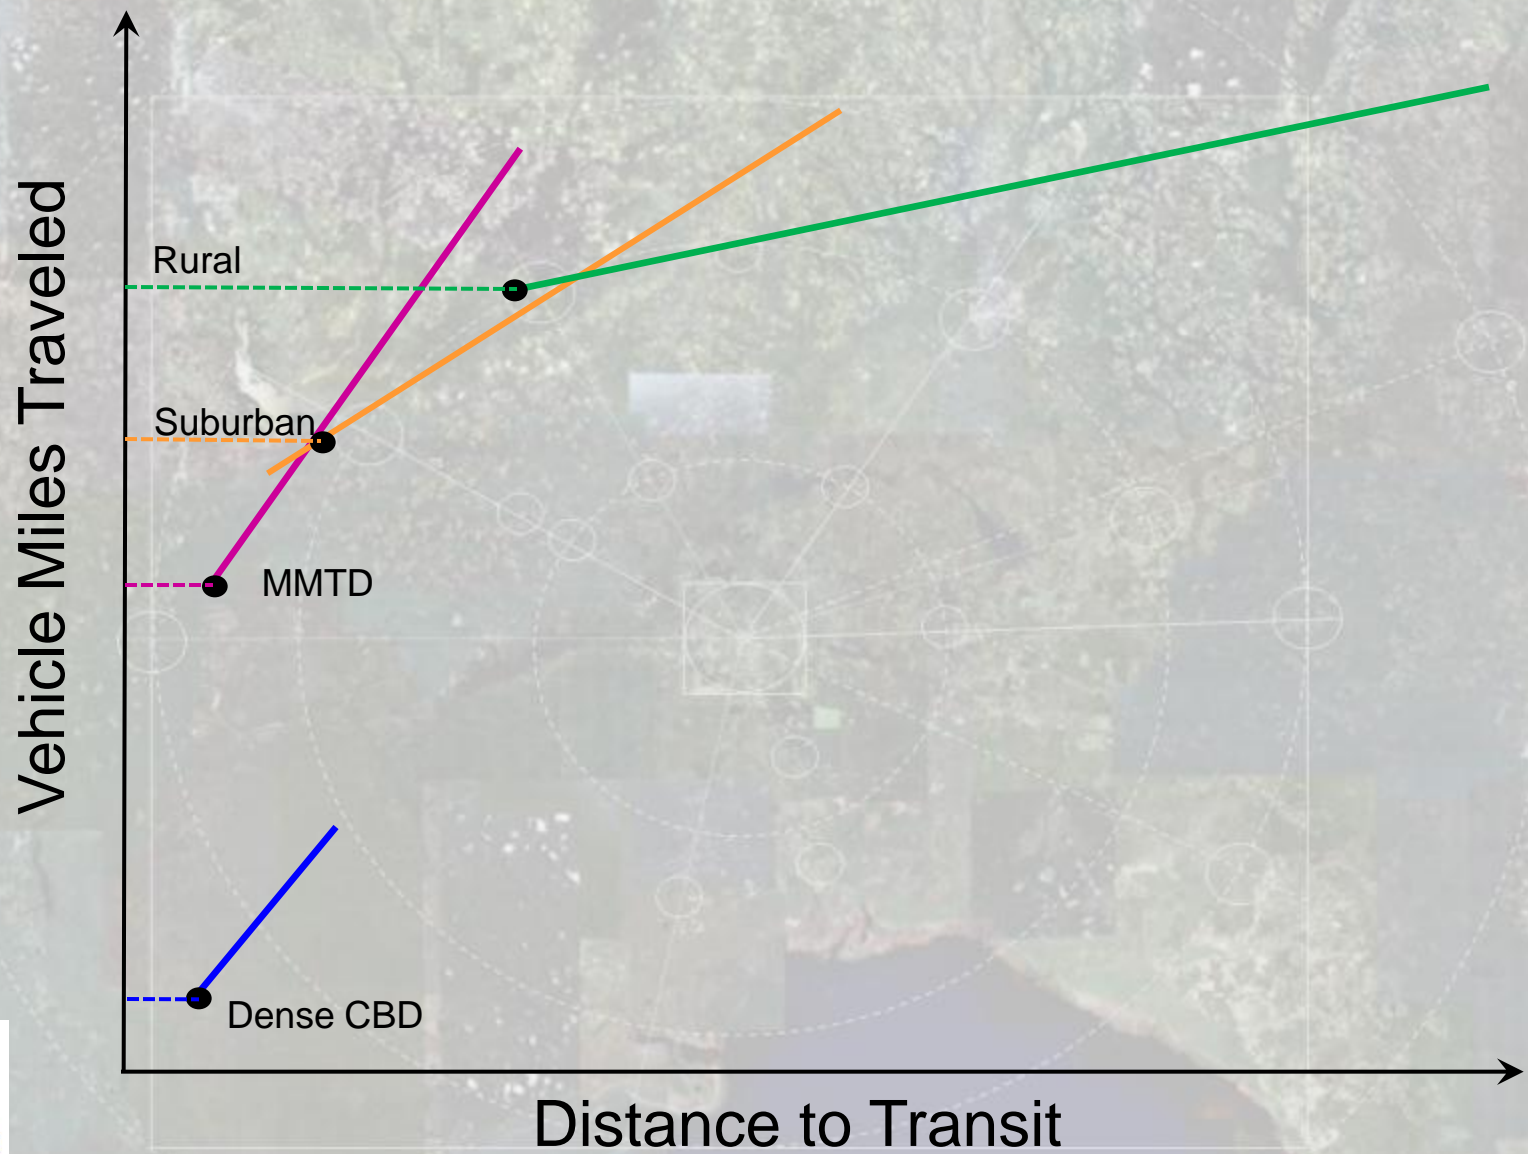 Vehicle Miles Traveled
Rural
Suburban
MMTD
Dense CBD
Distance to Transit